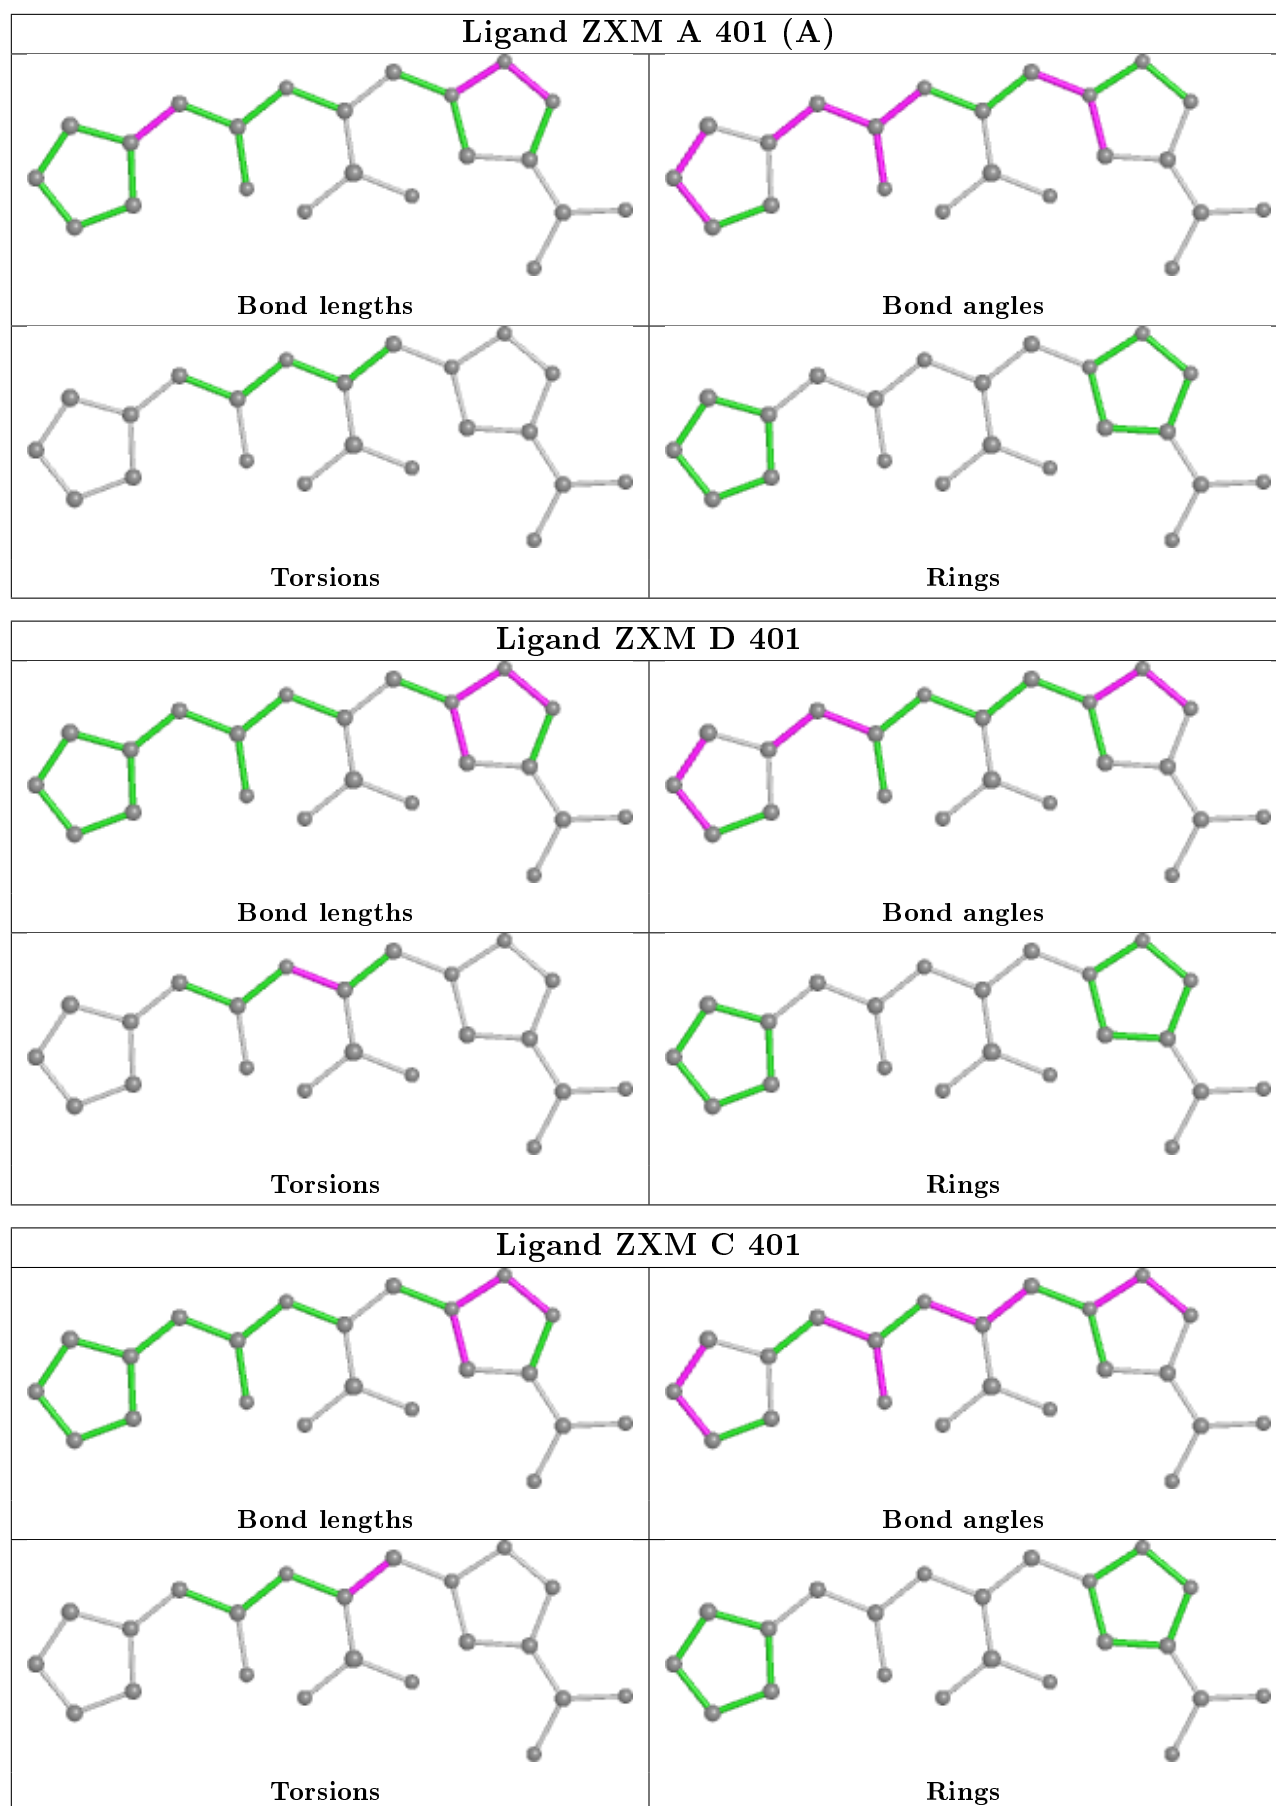 Ligand ZXM A 401 (A)
Bond lengths
Bond angles
Torsions
Rings
Ligand ZXM D 401
Bond lengths
Bond angles
Torsions
Rings
Ligand ZXM C 401
Bond lengths
Bond angles
Torsions
Rings